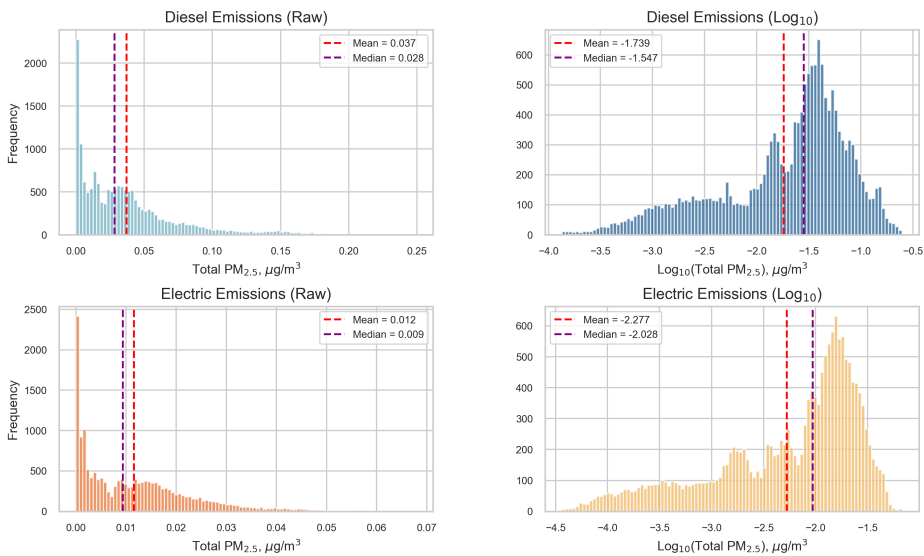 Diesel Emissions (Raw)
Mean = 0.037
Median = 0.028
Frequency
2000
1500
1000
500
0
0.00 0.05 0.10 0.15 0.20 0.25
Total PM₂.₅, μg/m³
Diesel Emissions (Log₁₀)
Mean = -1.739
Median = -1.547
600
500
400
300
200
100
0
−4.0 −3.5 −3.0 −2.5 −2.0 −1.5 −1.0 −0.5
Log₁₀(Total PM₂.₅), μg/m³
Electric Emissions (Raw)
Mean = 0.012
Median = 0.009
Frequency
2500
2000
1500
1000
500
0
0.00 0.01 0.02 0.03 0.04 0.05 0.06 0.07
Total PM₂.₅, μg/m³
Electric Emissions (Log₁₀)
Mean = -2.277
Median = -2.028
600
500
400
300
200
100
0
−4.5 −4.0 −3.5 −3.0 −2.5 −2.0 −1.5
Log₁₀(Total PM₂.₅), μg/m³